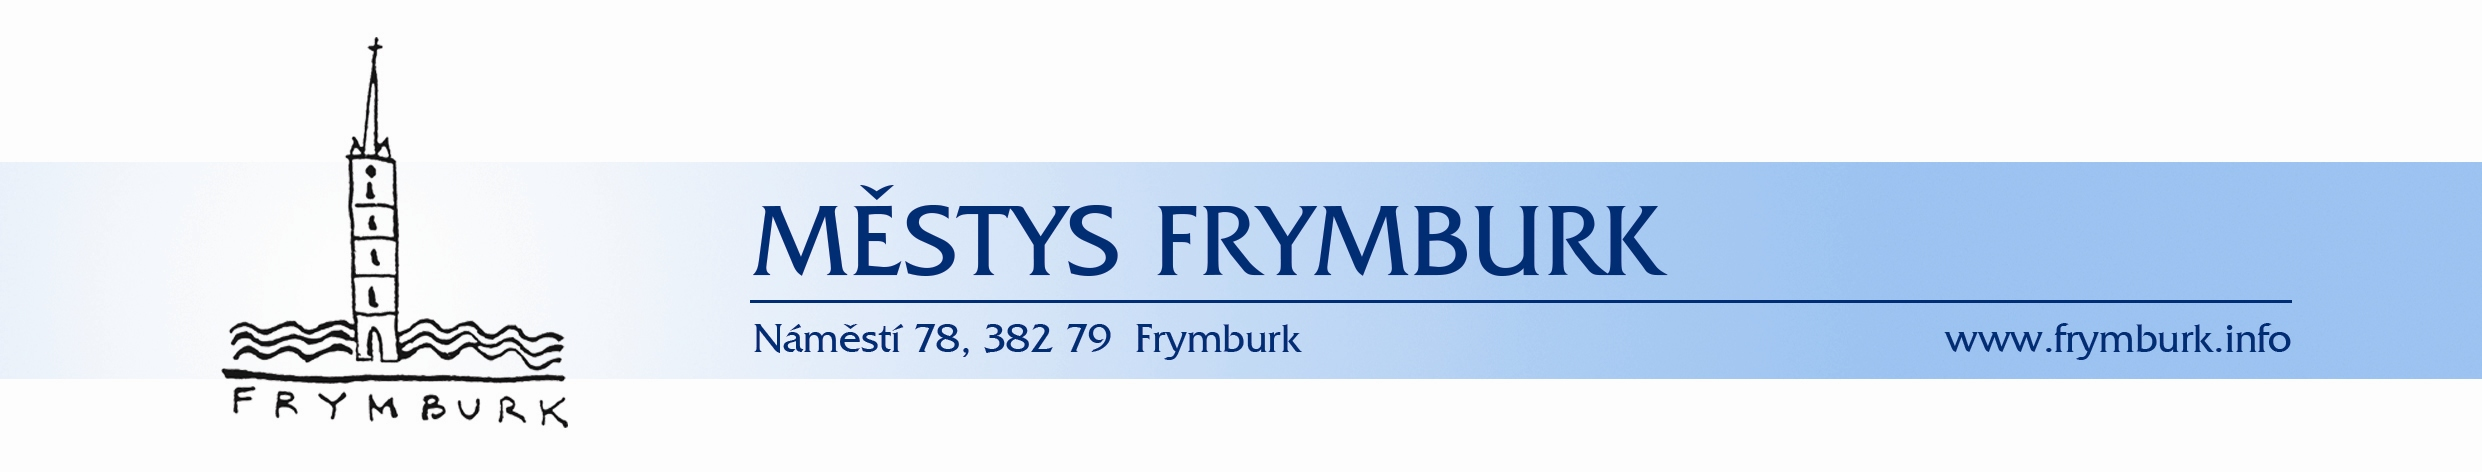 MĚSTYS FRYMBURK
Náměstí 78, 382 79 Frymburk
www.frymburk.info
FRYMBURK